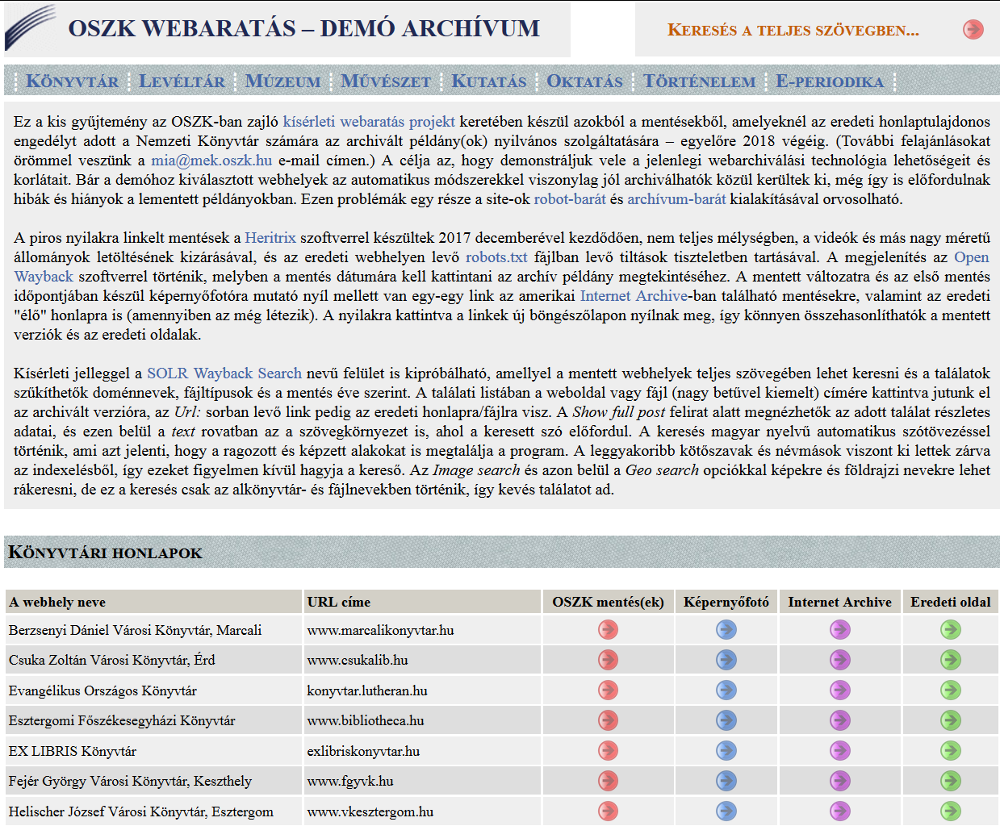 OSZK WEBARATÁS – DEMÓ ARCHÍVUM
KERESÉS A TELJES SZÖVEGBEN...
KÖNYVTÁR LEVÉLTÁR MÚZEUM MŰVÉSZET KUTATÁS OKTATÁS TÖRTÉNELEM E-PERIODIKA
Ez a kis gyűjtemény az OSZK-ban zajló kísérleti webaratás projekt keretében készül azokból a mentésekből, amelyeknél az eredeti honlaptulajdonos
engedélyt adott a Nemzeti Könyvtár számára az archivált példány(ok) nyilvános szolgáltatására – egyelőre 2018 végéig. (További felajánlásokat
örömmel veszünk a mia@mek.oszk.hu e-mail címen.) A célja az, hogy demonstráljuk vele a jelenlegi webarchiválási technológia lehetőségeit és
korlátait. Bár a demóhoz kiválasztott webhelyek az automatikus módszerekkel viszonylag jól archiválhatók közül kerültek ki, még így is előfordulnak
hibák és hiányok a lementett példányokban. Ezen problémák egy része a site-ok robot-barát és archívum-barát kialakításával orvosolható.
A piros nyilakra linkelt mentések a Heritrix szoftverrel készültek 2017 decemberével kezdődően, nem teljes mélységben, a videók és más nagy méretű
állományok letöltésének kizárásával, és az eredeti webhelyen levő robots.txt fájlban levő tiltások tiszteletben tartásával. A megjelenítés az Open
Wayback szoftverrel történik, melyben a mentés dátumára kell kattintani az archív példány megtekintéséhez. A mentett változatra és az első mentés
időpontjában készül képernyőfotóra mutató nyíl mellett van egy-egy link az amerikai Internet Archive-ban található mentésekre, valamint az eredeti
"élő" honlapra is (amennyiben az még létezik). A nyilakra kattintva a linkek új böngészőlapon nyílnak meg, így könnyen összehasonlíthatók a mentett
verziók és az eredeti oldalak.
Kísérleti jelleggel a SOLR Wayback Search nevű felület is kipróbálható, amellyel a mentett webhelyek teljes szövegében lehet keresni és a találatok
szűkíthetők doménnevek, fájltípusok és a mentés éve szerint. A találati listában a weboldal vagy fájl (nagy betűvel kiemelt) címére kattintva jutunk el
az archivált verzióra, az Url: sorban levő link pedig az eredeti honlapra/fájlra visz. A Show full post felirat alatt megnézhetők az adott találat részletes
adatai, és ezen belül a text rovatban az a szövegkörnyezet is, ahol a keresett szó előfordul. A keresés magyar nyelvű automatikus szótövezéssel
történik, ami azt jelenti, hogy a ragozott és képzett alakokat is megtalálja a program. A leggyakoribb kötőszavak és névmások viszont ki lettek zárva
az indexelésből, így ezeket figyelmen kívül hagyja a kereső. Az Image search és azon belül a Geo search opciókkal képekre és földrajzi nevekre lehet
rákeresni, de ez a keresés csak az alkönyvtár- és fájlnevekben történik, így kevés találatot ad.
KÖNYVTÁRI HONLAPOK
A webhely neve URL címe OSZK mentés(ek) Képernyőfotó Internet Archive Eredeti oldal
Berzsenyi Dániel Városi Könyvtár, Marcali www.marcalikonyvtar.hu
Csuka Zoltán Városi Könyvtár, Érd www.csukalib.hu
Evangélikus Országos Könyvtár konyvtar.lutheran.hu
Esztergomi Főszékesegyházi Könyvtár www.bibliotheca.hu
EX LIBRIS Könyvtár exlibriskonyvtar.hu
Fejér György Városi Könyvtár, Keszthely www.fgyvk.hu
Helischer József Városi Könyvtár, Esztergom www.vkesztergom.hu